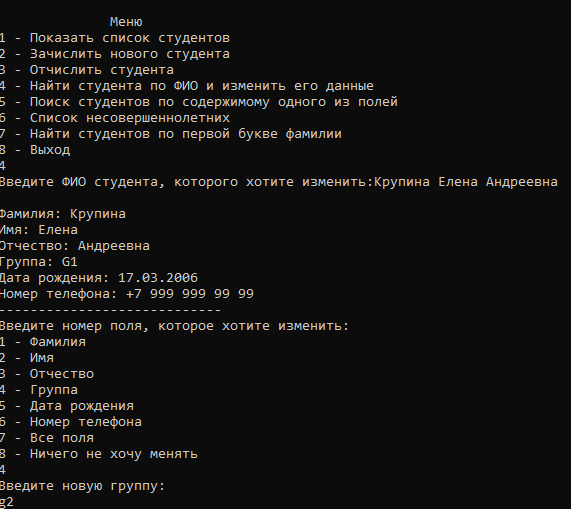 Меню
1 - Показать список студентов
2 - Зачислить нового студента
3 - Отчислить студента
4 - Найти студента по ФИО и изменить его данные
5 - Поиск студентов по содержимому одного из полей
6 - Список несовершеннолетних
7 - Найти студентов по первой букве фамилии
8 - Выход
4
Введите ФИО студента, которого хотите изменить:Крупина Елена Андреевна
Фамилия: Крупина
Имя: Елена
Отчество: Андреевна
Группа: G1
Дата рождения: 17.03.2006
Номер телефона: +7 999 999 99 99
----------------------------
Введите номер поля, которое хотите изменить:
1 - Фамилия
2 - Имя
3 - Отчество
4 - Группа
5 - Дата рождения
6 - Номер телефона
7 - Все поля
8 - Ничего не хочу менять
4
Введите новую группу:
g2